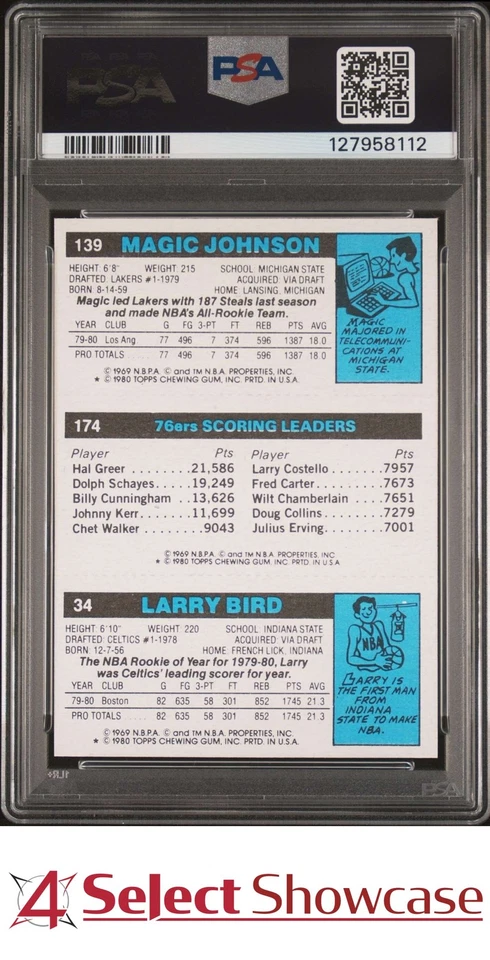 PSA
PSA
127958112
139 MAGIC JOHNSON
HEIGHT: 6'8" WEIGHT: 215 SCHOOL: MICHIGAN STATE
DRAFTED: LAKERS #1-1979 ACQUIRED: VIA DRAFT
BORN: 8-14-59 HOME: LANSING, MICHIGAN
Magic led Lakers with 187 Steals last season
and made NBA's All-Rookie Team.
YEAR CLUB G FG 3-PT FT REB PTS AVG
79-80 Los Ang 77 496 7 374 596 1387 18.0
PRO TOTALS 77 496 7 374 596 1387 18.0
© 1969 N.B.P.A. © and TM N.B.A. PROPERTIES, INC.
★ © 1980 TOPPS CHEWING GUM, INC. PRTD. IN U.S.A.
MAGIC
MAJORED IN
TELECOMMUNI-
CATIONS AT
MICHIGAN
STATE.
174 76ers SCORING LEADERS
Player Pts Player Pts
Hal Greer ........21,586 Larry Costello .......7957
Dolph Schayes.....19,249 Fred Carter..........7673
Billy Cunningham ..13,626 Wilt Chamberlain ....7651
Johnny Kerr.......11,699 Doug Collins........7279
Chet Walker .......9043 Julius Erving........7001
© 1969 N.B.P.A. © and TM N.B.A. PROPERTIES, INC.
★ © 1980 TOPPS CHEWING GUM, INC. PRTD. IN U.S.A.
34 LARRY BIRD
HEIGHT: 6'10" WEIGHT: 220 SCHOOL: INDIANA STATE
DRAFTED: CELTICS #1-1978 ACQUIRED: VIA DRAFT
BORN: 12-7-56 HOME: FRENCH LICK, INDIANA
The NBA Rookie of Year for 1979-80, Larry
was Celtics' leading scorer for year.
YEAR CLUB G FG 3-PT FT REB PTS AVG
79-80 Boston 82 635 58 301 852 1745 21.3
PRO TOTALS 82 635 58 301 852 1745 21.3
© 1969 N.B.P.A. © and TM N.B.A. PROPERTIES, INC.
★ © 1980 TOPPS CHEWING GUM, INC. PRTD. IN U.S.A.
NBA
LARRY IS
THE FIRST MAN
FROM
INDIANA
STATE TO MAKE
NBA.
PSA
4 Select Showcase